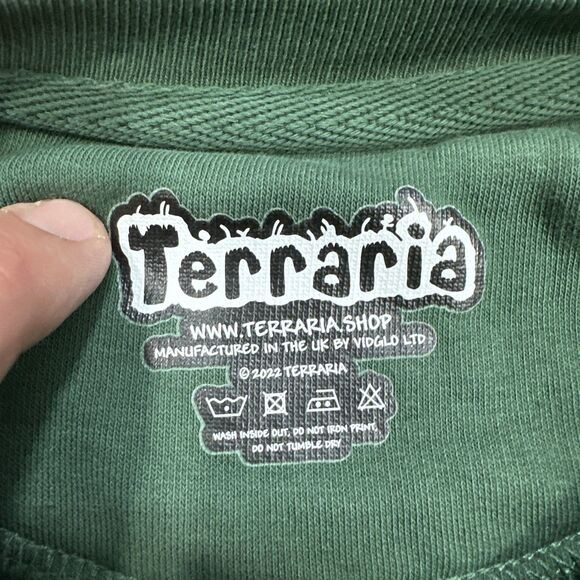 Terraria
WWW.TERRARIA.SHOP
MANUFACTURED IN THE UK BY VIDGLO LTD
© 2022 TERRARIA
WASH INSIDE OUT, DO NOT IRON PRINT,
DO NOT TUMBLE DRY